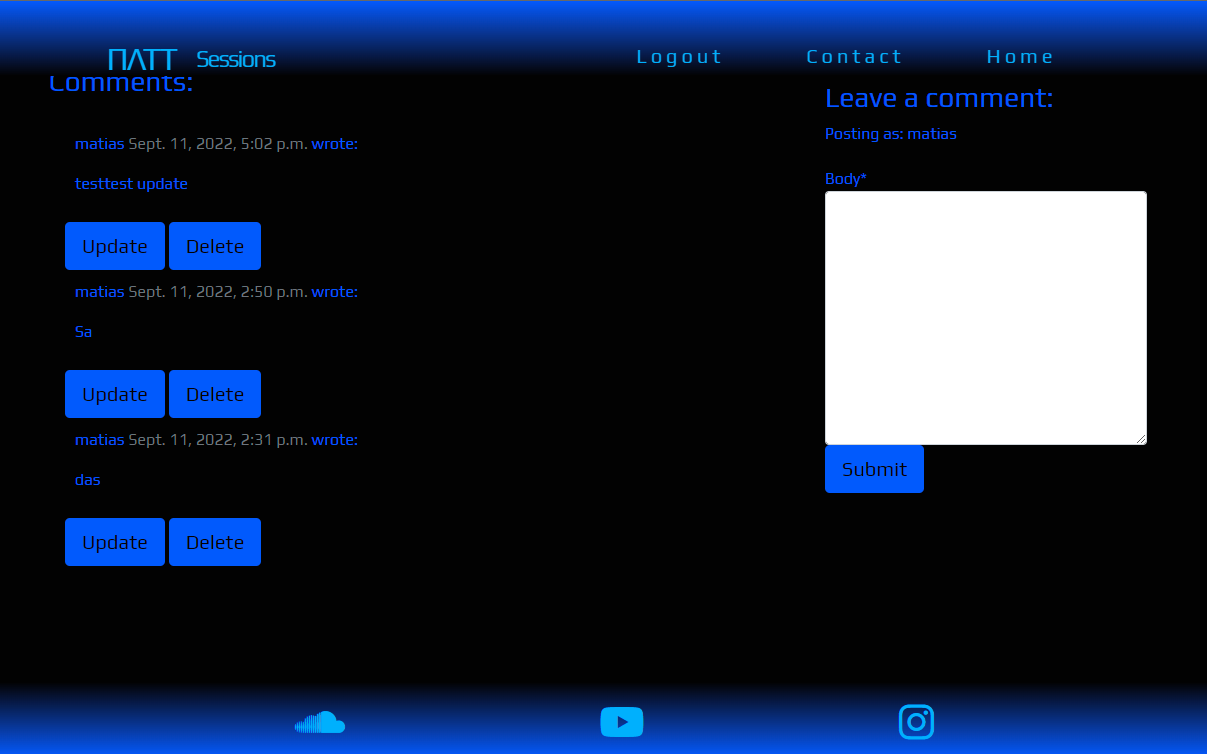 ΠΛTT Sessions
Logout Contact Home
Comments:
matias Sept. 11, 2022, 5:02 p.m. wrote:
testtest update
Update Delete
matias Sept. 11, 2022, 2:50 p.m. wrote:
Sa
Update Delete
matias Sept. 11, 2022, 2:31 p.m. wrote:
das
Update Delete
Leave a comment:
Posting as: matias
Body*
Submit